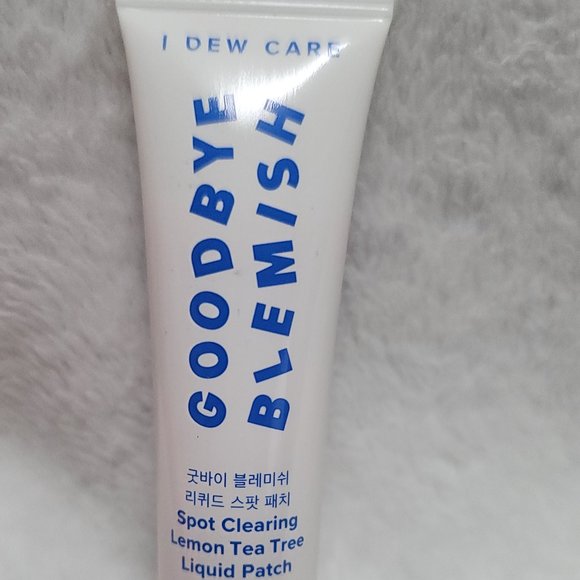 I DEW CARE
GOODBYE
BLEMISH
굿바이 블레미쉬
리퀴드 스팟 패치
Spot Clearing
Lemon Tea Tree
Liquid Patch